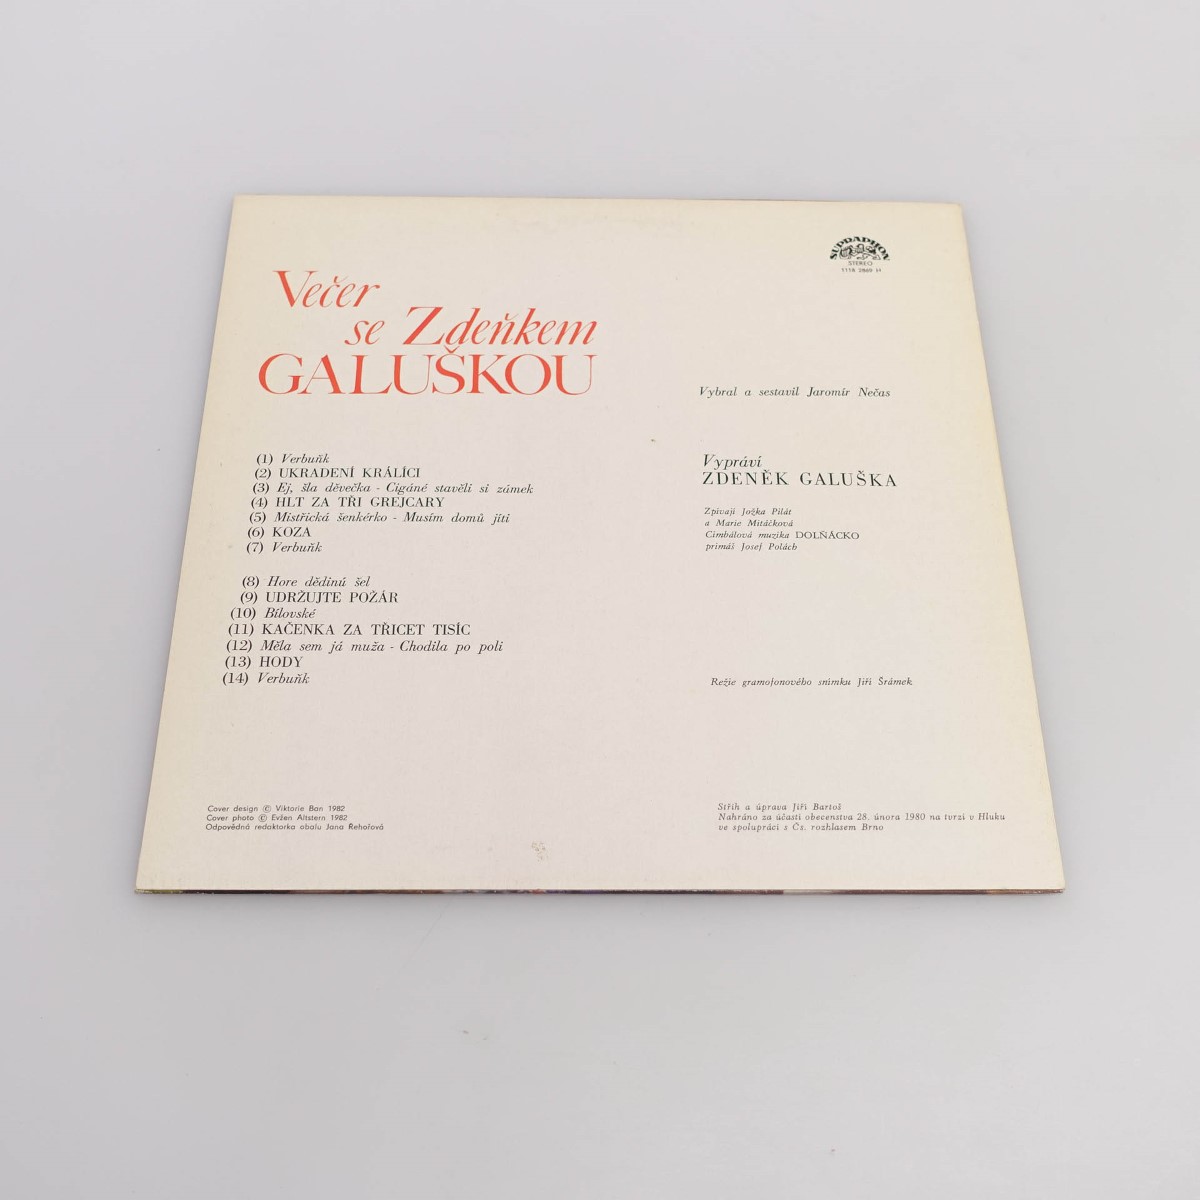 SUPRAPHON
STEREO
1118 2869 H
Večer
se Zdeňkem
GALUŠKOU
Vybral a sestavil Jaromír Nečas
(1) Verbuňk
(2) UKRADENÍ KRÁLÍCI
(3) Ej, šla děvečka - Cigáné stavěli si zámek
(4) HLT ZA TŘI GREJCARY
(5) Mistřická šenkérko - Musím domů jíti
(6) KOZA
(7) Verbuňk
(8) Hore dědinú šel
(9) UDRŽUJTE POŽÁR
(10) Bílovské
(11) KAČENKA ZA TŘICET TISÍC
(12) Měla sem já muža - Chodila po poli
(13) HODY
(14) Verbuňk
Vypráví
ZDENĚK GALUŠKA
Zpívají Jožka Pilát
a Marie Mitáčková
Cimbálová muzika DOLŇÁCKO
primáš Josef Polách
Režie gramofonového snímku Jiří Šrámek
Cover design © Viktorie Ban 1982
Cover photo © Evžen Altstern 1982
Odpovědná redaktorka obalu Jana Řehořová
Střih a úprava Jiří Bartoš
Nahráno za účasti obecenstva 28. února 1980 na tvrzi v Hluku
ve spolupráci s Čs. rozhlasem Brno